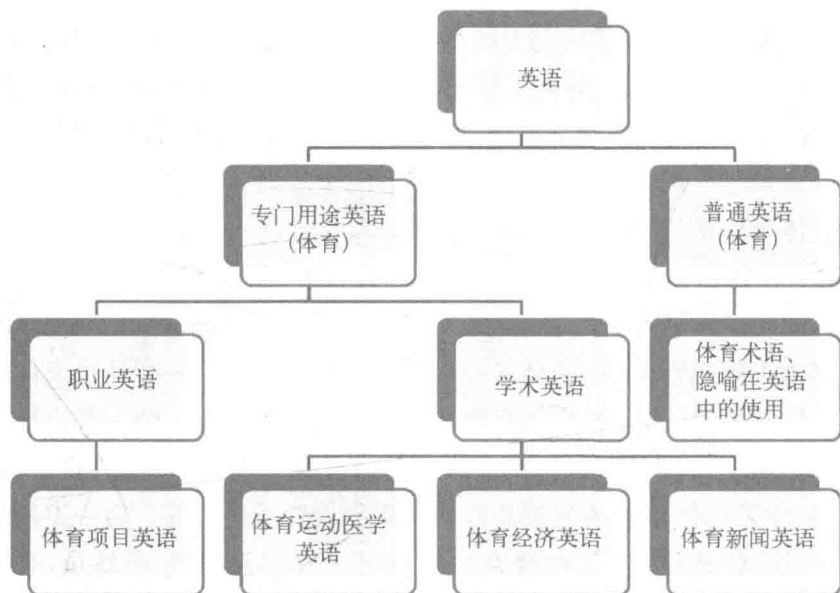 英语
专门用途英语
(体育)
普通英语
(体育)
职业英语
学术英语
体育术语、
隐喻在英语
中的使用
体育项目英语
体育运动医学
英语
体育经济英语
体育新闻英语